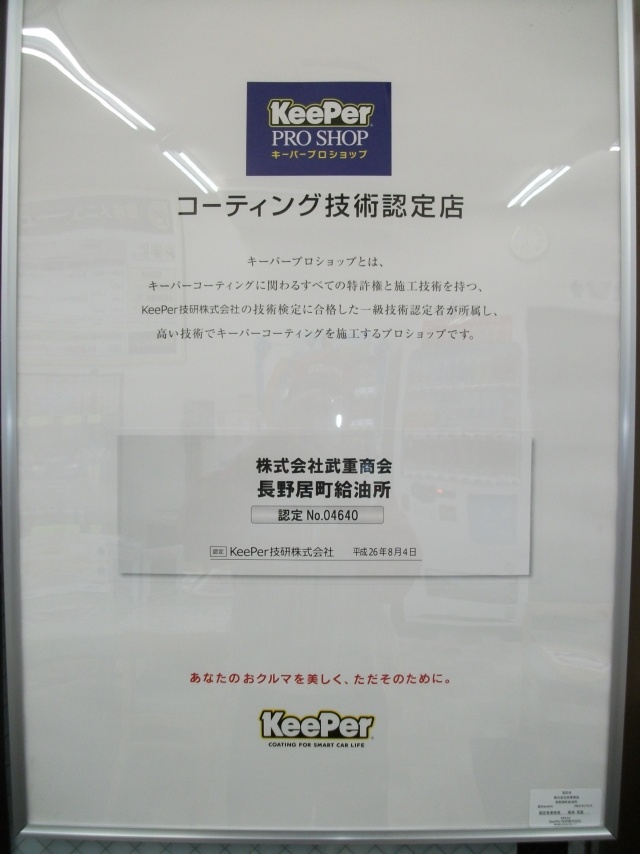 KeePer
PRO SHOP
キーパープロショップ
コーティング技術認定店
キーパープロショップとは、
キーパーコーティングに関わるすべての特許権と施工技術を持つ、
KeePer技研株式会社の技術検定に合格した一級技術認定者が所属し、
高い技術でキーパーコーティングを施工するプロショップです。
株式会社武重商会
長野居町給油所
認定 No.04640
認定 KeePer技研株式会社 平成26年8月4日
あなたのおクルマを美しく、ただそのために。
KeePer
COATING FOR SMART CAR LIFE